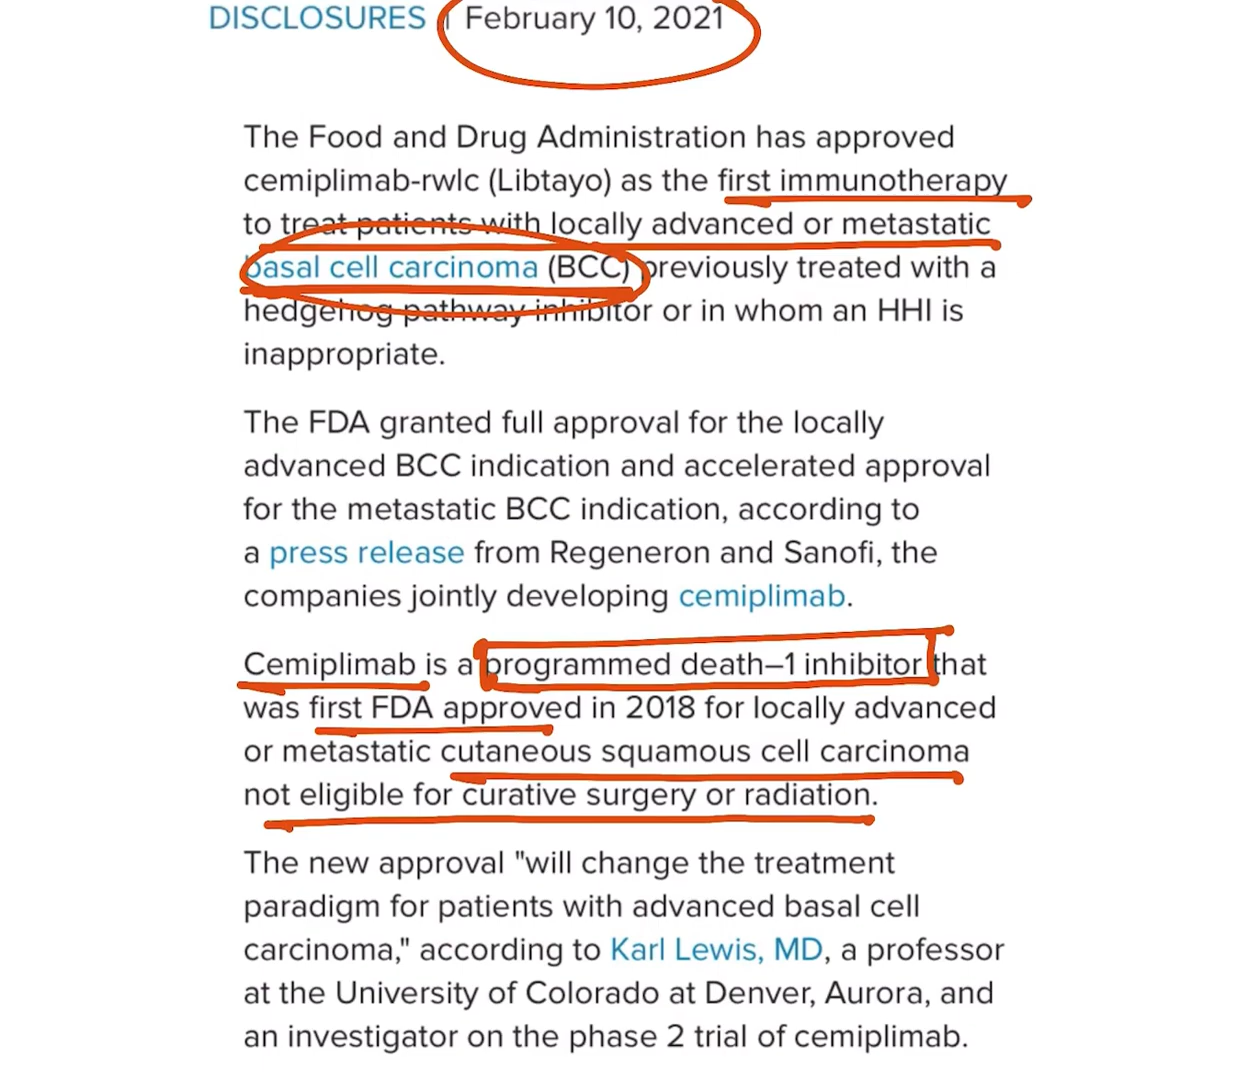 DISCLOSURES | February 10, 2021
The Food and Drug Administration has approved
cemiplimab-rwlc (Libtayo) as the first immunotherapy
to treat patients with locally advanced or metastatic
basal cell carcinoma (BCC) previously treated with a
hedgehog pathway inhibitor or in whom an HHI is
inappropriate.
The FDA granted full approval for the locally
advanced BCC indication and accelerated approval
for the metastatic BCC indication, according to
a press release from Regeneron and Sanofi, the
companies jointly developing cemiplimab.
Cemiplimab is a programmed death–1 inhibitor that
was first FDA approved in 2018 for locally advanced
or metastatic cutaneous squamous cell carcinoma
not eligible for curative surgery or radiation.
The new approval "will change the treatment
paradigm for patients with advanced basal cell
carcinoma," according to Karl Lewis, MD, a professor
at the University of Colorado at Denver, Aurora, and
an investigator on the phase 2 trial of cemiplimab.